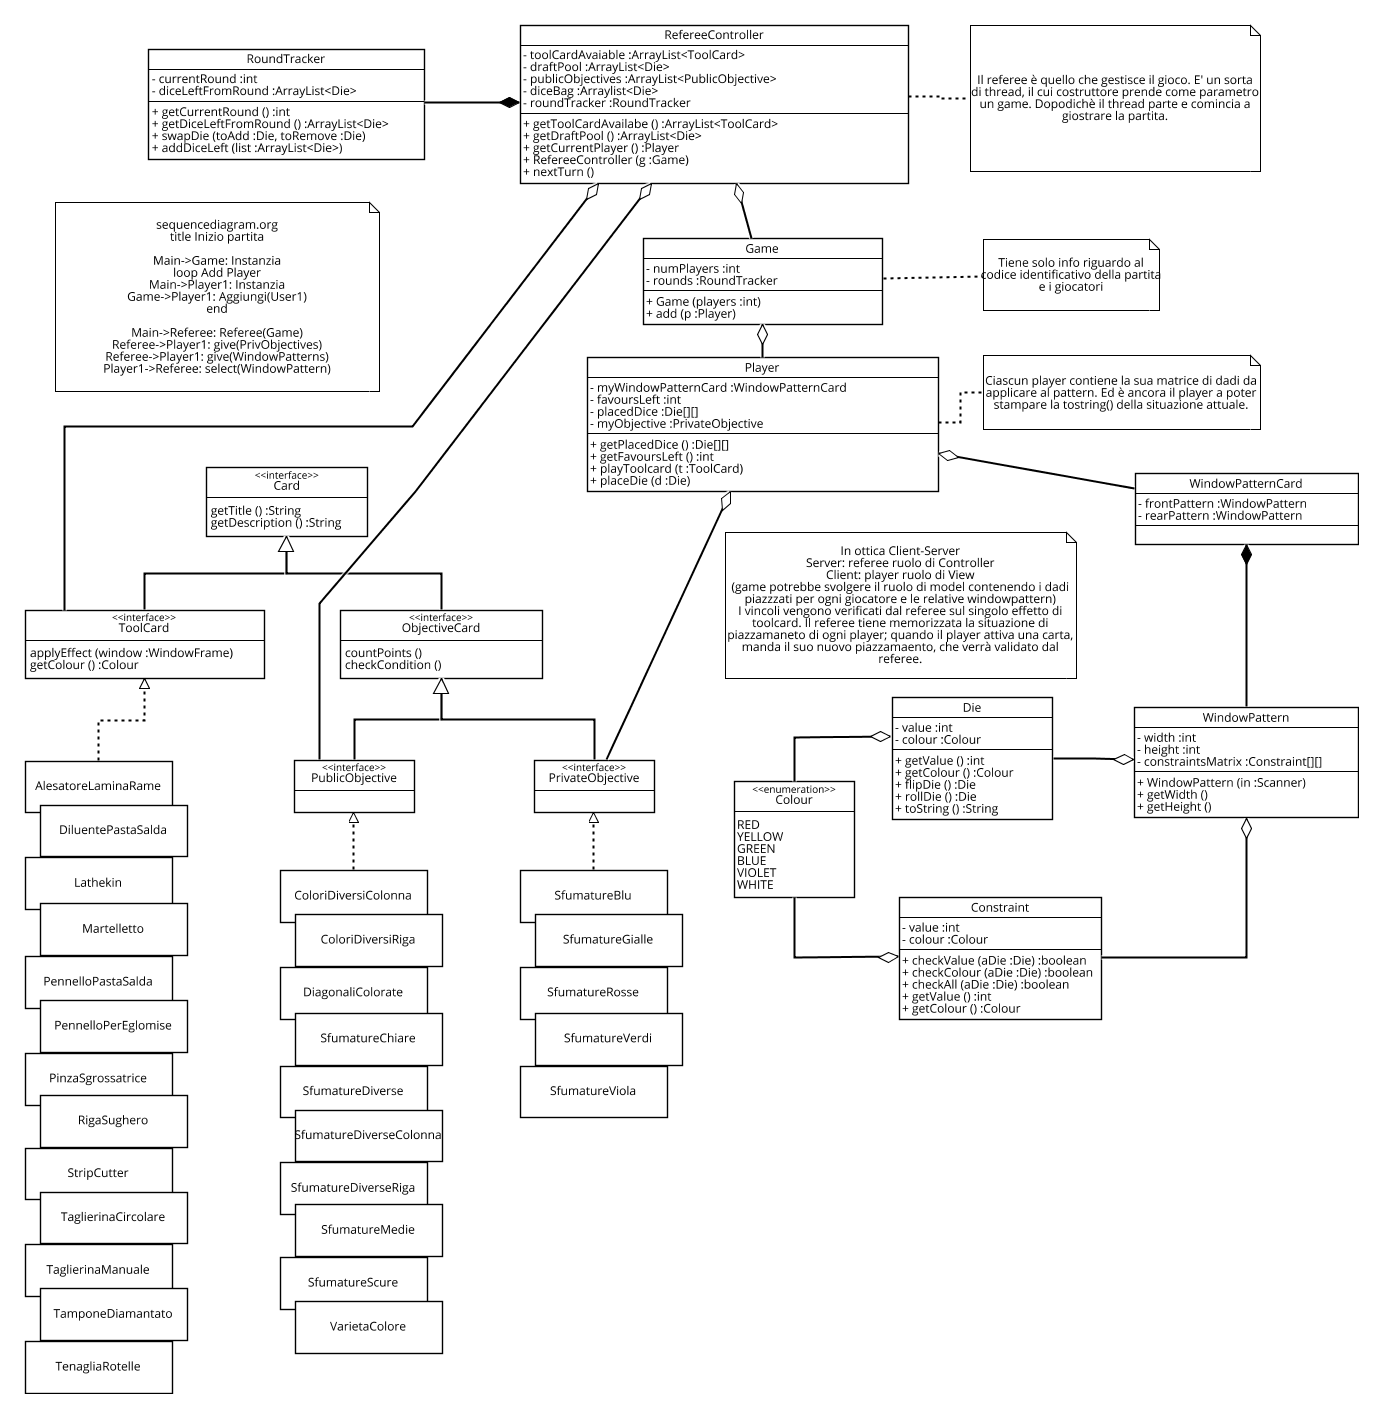 RoundTracker
- currentRound :int
- diceLeftFromRound :ArrayList<Die>
+ getCurrentRound () :int
+ getDiceLeftFromRound () :ArrayList<Die>
+ swapDie (toAdd :Die, toRemove :Die)
+ addDiceLeft (list :ArrayList<Die>)
RefereeController
- toolCardAvaiable :ArrayList<ToolCard>
- draftPool :ArrayList<Die>
- publicObjectives :ArrayList<PublicObjective>
- diceBag :Arraylist<Die>
- roundTracker :RoundTracker
+ getToolCardAvailabe () :ArrayList<ToolCard>
+ getDraftPool () :ArrayList<Die>
+ getCurrentPlayer () :Player
+ RefereeController (g :Game)
+ nextTurn ()
Il referee è quello che gestisce il gioco. E' un sorta
di thread, il cui costruttore prende come parametro
un game. Dopodichè il thread parte e comincia a
giostrare la partita.
sequencediagram.org
title Inizio partita
Main->Game: Instanzia
loop Add Player
Main->Player1: Instanzia
Game->Player1: Aggiungi(User1)
end
Main->Referee: Referee(Game)
Referee->Player1: give(PrivObjectives)
Referee->Player1: give(WindowPatterns)
Player1->Referee: select(WindowPattern)
Game
- numPlayers :int
- rounds :RoundTracker
+ Game (players :int)
+ add (p :Player)
Tiene solo info riguardo al
codice identificativo della partita
e i giocatori
Player
- myWindowPatternCard :WindowPatternCard
- favoursLeft :int
- placedDice :Die[][]
- myObjective :PrivateObjective
+ getPlacedDice () :Die[][]
+ getFavoursLeft () :int
+ playToolcard (t :ToolCard)
+ placeDie (d :Die)
Ciascun player contiene la sua matrice di dadi da
applicare al pattern. Ed è ancora il player a poter
stampare la tostring() della situazione attuale.
<<interface>>
Card
getTitle () :String
getDescription () :String
WindowPatternCard
- frontPattern :WindowPattern
- rearPattern :WindowPattern
In ottica Client-Server
Server: referee ruolo di Controller
Client: player ruolo di View
(game potrebbe svolgere il ruolo di model contenendo i dadi
piazzzati per ogni giocatore e le relative windowpattern)
I vincoli vengono verificati dal referee sul singolo effetto di
toolcard. Il referee tiene memorizzata la situazione di
piazzamaneto di ogni player; quando il player attiva una carta,
manda il suo nuovo piazzamaento, che verrà validato dal
referee.
<<interface>>
ToolCard
applyEffect (window :WindowFrame)
getColour () :Colour
<<interface>>
ObjectiveCard
countPoints ()
checkCondition ()
Die
- value :int
- colour :Colour
+ getValue () :int
+ getColour () :Colour
+ flipDie () :Die
+ rollDie () :Die
+ toString () :String
WindowPattern
- width :int
- height :int
- constraintsMatrix :Constraint[][]
+ WindowPattern (in :Scanner)
+ getWidth ()
+ getHeight ()
<<interface>>
PublicObjective
<<interface>>
PrivateObjective
<<enumeration>>
Colour
RED
YELLOW
GREEN
BLUE
VIOLET
WHITE
Constraint
- value :int
- colour :Colour
+ checkValue (aDie :Die) :boolean
+ checkColour (aDie :Die) :boolean
+ checkAll (aDie :Die) :boolean
+ getValue () :int
+ getColour () :Colour
AlesatoreLaminaRame
DiluentePastaSalda
Lathekin
Martelletto
PennelloPastaSalda
PennelloPerEglomise
PinzaSgrossatrice
RigaSughero
StripCutter
TaglierinaCircolare
TaglierinaManuale
TamponeDiamantato
TenagliaRotelle
ColoriDiversiColonna
ColoriDiversiRiga
DiagonaliColorate
SfumatureChiare
SfumatureDiverse
SfumatureDiverseColonna
SfumatureDiverseRiga
SfumatureMedie
SfumatureScure
VarietaColore
SfumatureBlu
SfumatureGialle
SfumatureRosse
SfumatureVerdi
SfumatureViola